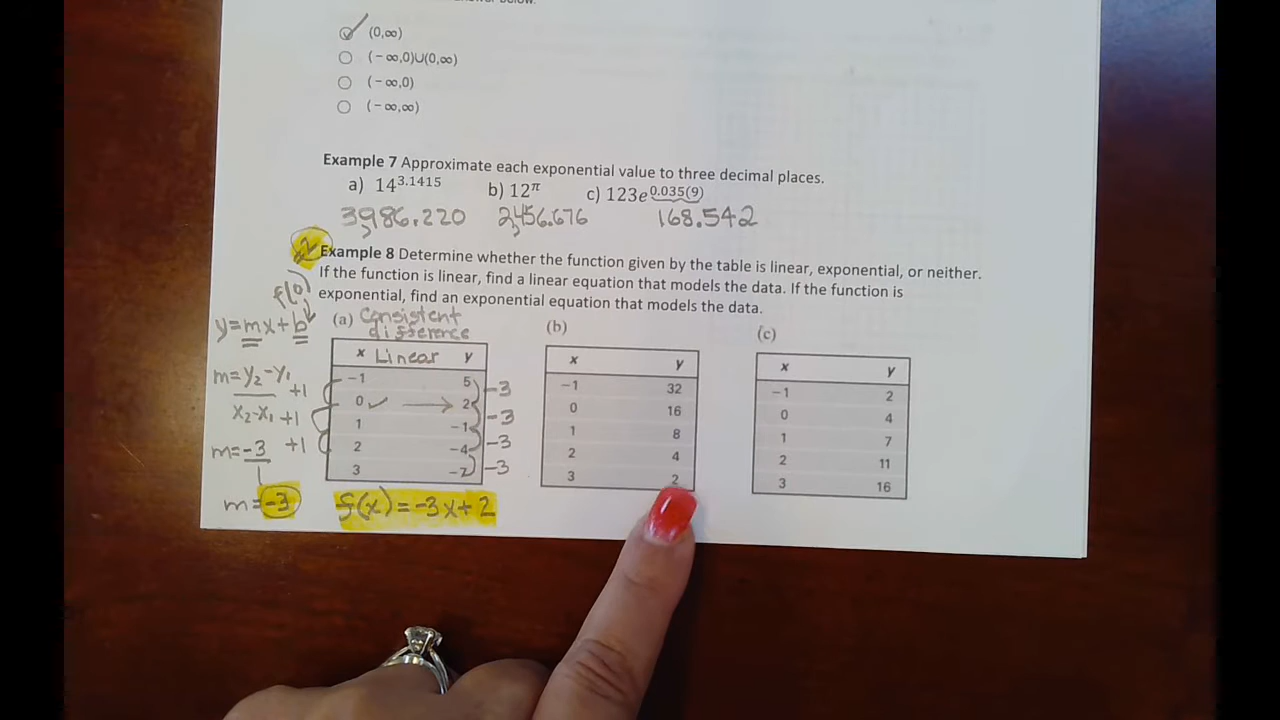 (0,∞)
(−∞,0)∪(0,∞)
(−∞,0)
(−∞,∞)
Example 7 Approximate each exponential value to three decimal places.
a) 14^3.1415 b) 12^π c) 123e^0.035(9)
3,986.220 2,456.676 168.542
Example 8 Determine whether the function given by the table is linear, exponential, or neither.
If the function is linear, find a linear equation that models the data. If the function is
exponential, find an exponential equation that models the data.
f(0)
y=mx+b
m=y₂-y₁
x₂-x₁
+1
+1
+1
m=-3
m=-3
(a) Consistent
difference
x Linear y
−1 5
0 2
1 −1
2 −4
3 −7
-3
-3
-3
-3
f(x)=-3x+2
(b)
x y
−1 32
0 16
1 8
2 4
3 2
(c)
x y
−1 2
0 4
1 7
2 11
3 16